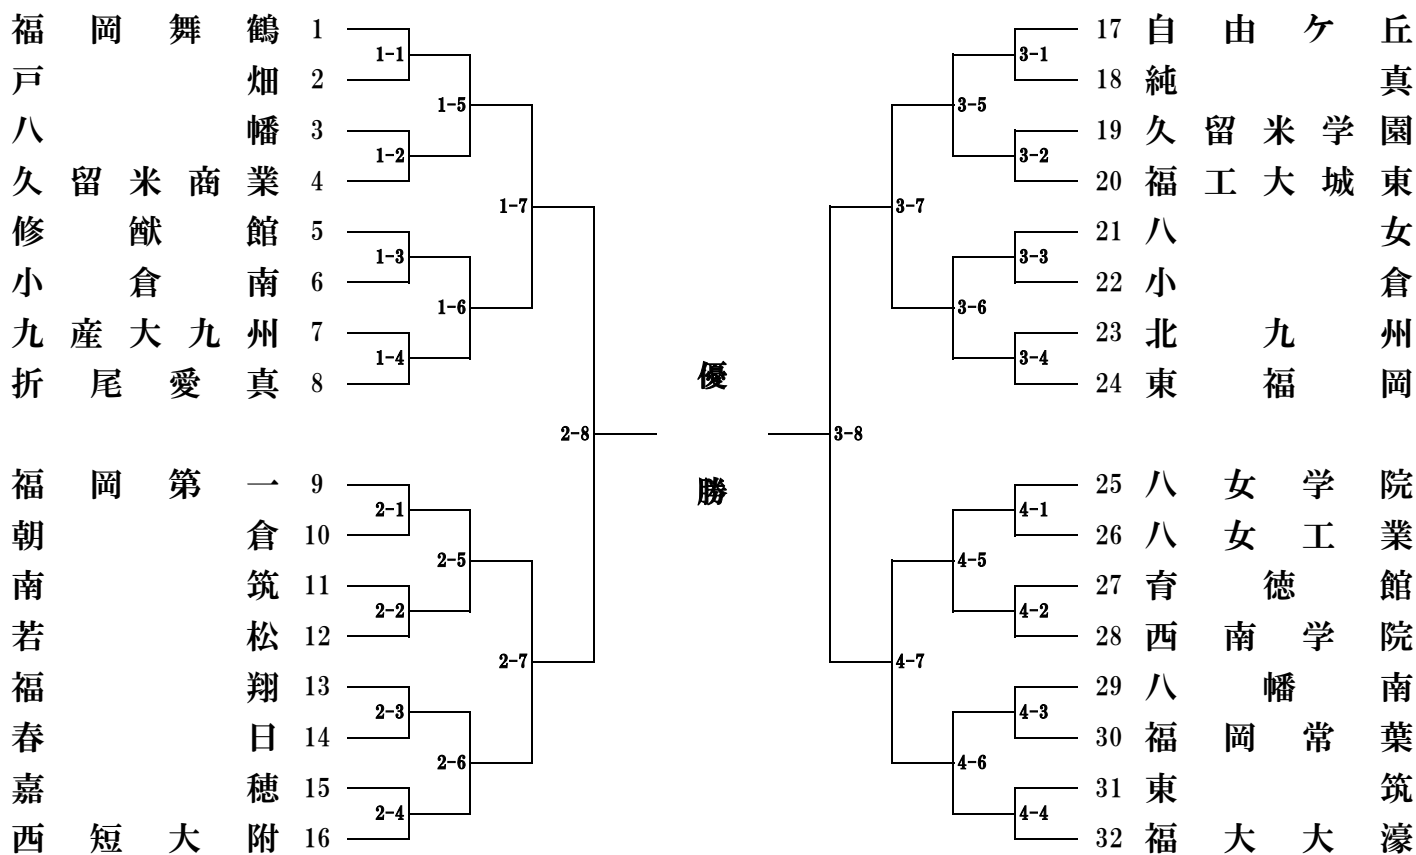 福岡舞鶴 1
戸畑 2
八幡 3
久留米商業 4
修猷館 5
小倉南 6
九産大九州 7
折尾愛真 8
福岡第一 9
朝倉 10
南筑 11
若松 12
福翔 13
春日 14
嘉穂 15
西短大附 16
1-1
1-2
1-3
1-4
2-1
2-2
2-3
2-4
1-5
1-6
2-5
2-6
1-7
2-7
2-8
優勝
3-8
3-7
4-7
3-5
3-6
4-5
4-6
3-1
3-2
3-3
3-4
4-1
4-2
4-3
4-4
17 自由ケ丘
18 純真
19 久留米学園
20 福工大城東
21 八女
22 小倉
23 北九州
24 東福岡
25 八女学院
26 八女工業
27 育徳館
28 西南学院
29 八幡南
30 福岡常葉
31 東筑
32 福大大濠